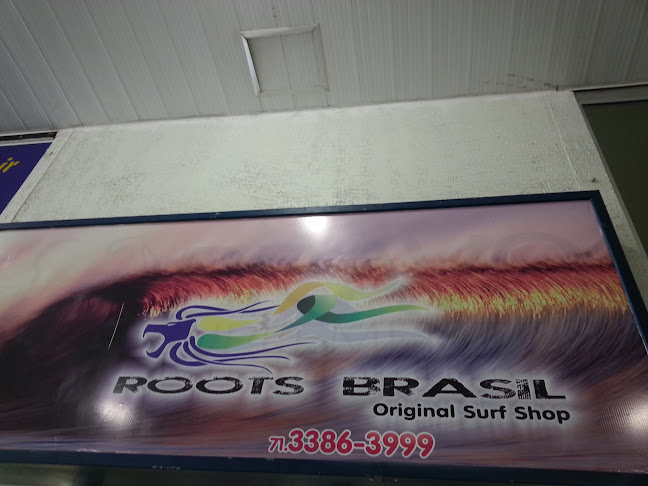 ROOTS BRASIL
Original Surf Shop
71.3386-3999